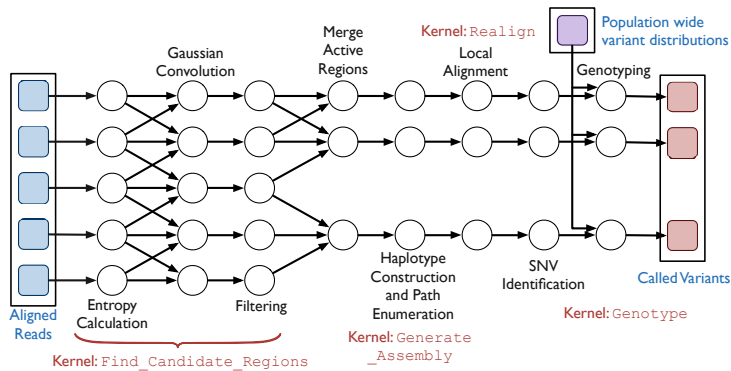 Kernel: Realign
Population wide
variant distributions
Gaussian
Convolution
Merge
Active
Regions
Local
Alignment
Genotyping
Aligned
Reads
Entropy
Calculation
Filtering
Haplotype
Construction
and Path
Enumeration
SNV
Identification
Called Variants
Kernel: Find_Candidate_Regions
Kernel: Generate
_Assembly
Kernel: Genotype